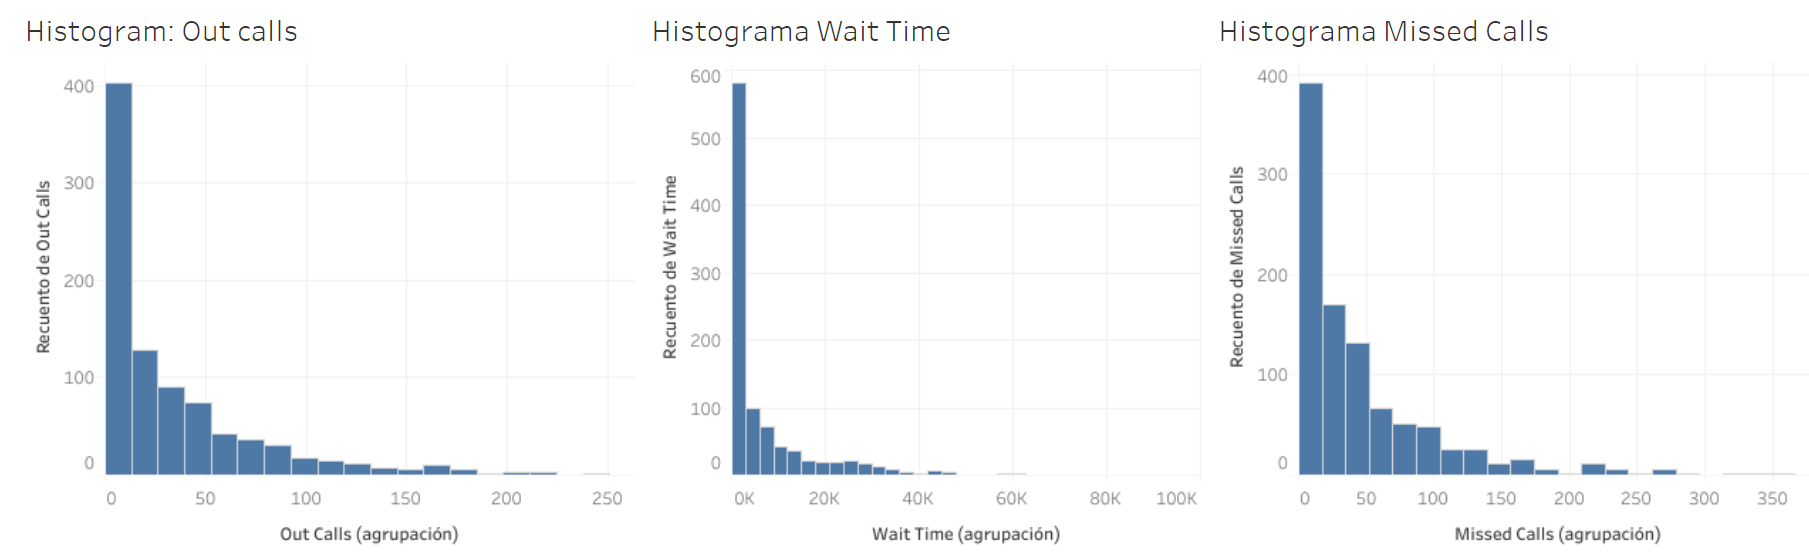 Histogram: Out calls
Recuento de Out Calls
400
300
200
100
0
0 50 100 150 200 250
Out Calls (agrupación)
Histograma Wait Time
Recuento de Wait Time
600
500
400
300
200
100
0
0K 20K 40K 60K 80K 100K
Wait Time (agrupación)
Histograma Missed Calls
Recuento de Missed Calls
400
300
200
100
0
0 50 100 150 200 250 300 350
Missed Calls (agrupación)